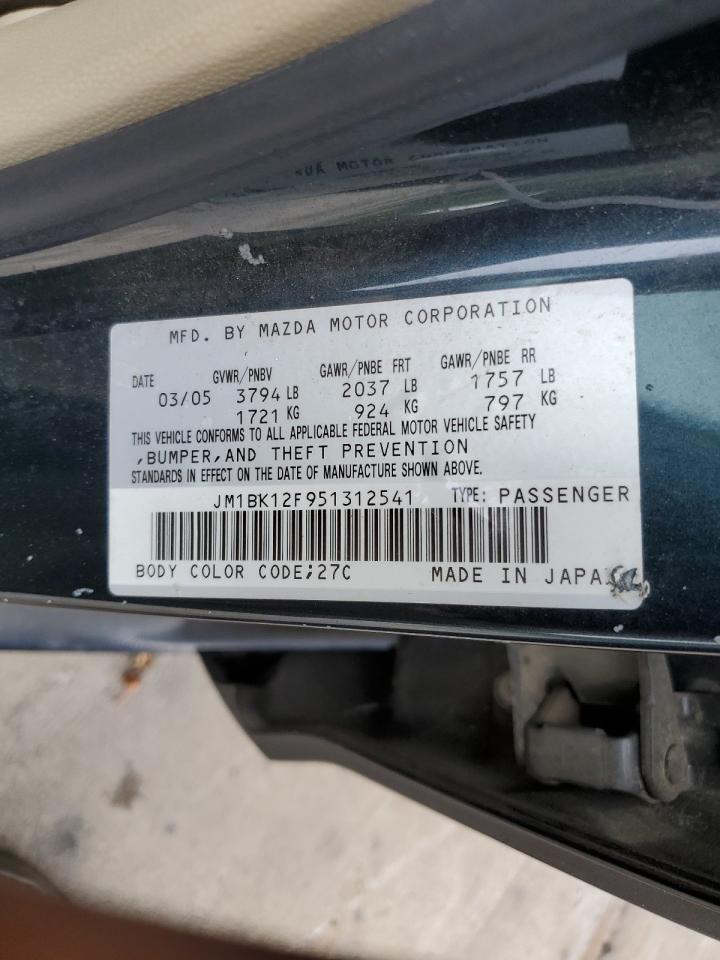 MFD. BY MAZDA MOTOR CORPORATION
DATE GVWR/PNBV GAWR/PNBE FRT GAWR/PNBE RR
03/05 3794 LB 2037 LB 1757 LB
1721 KG 924 KG 797 KG
THIS VEHICLE CONFORMS TO ALL APPLICABLE FEDERAL MOTOR VEHICLE SAFETY
,BUMPER,AND THEFT PREVENTION
STANDARDS IN EFFECT ON THE DATE OF MANUFACTURE SHOWN ABOVE.
JM1BK12F951312541 TYPE: PASSENGER
BODY COLOR CODE;27C MADE IN JAPA